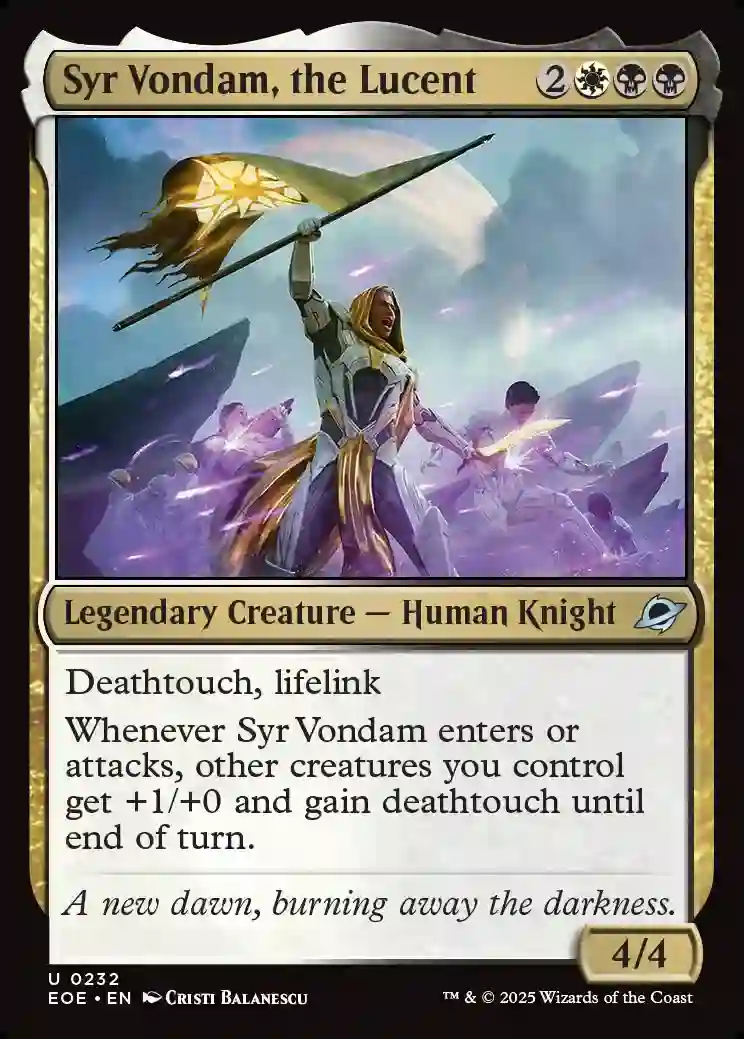 Syr Vondam, the Lucent 2
Legendary Creature — Human Knight
Deathtouch, lifelink
Whenever Syr Vondam enters or
attacks, other creatures you control
get +1/+0 and gain deathtouch until
end of turn.
A new dawn, burning away the darkness.
4/4
U 0232
EOE • EN Cristi Balanescu
™ & © 2025 Wizards of the Coast